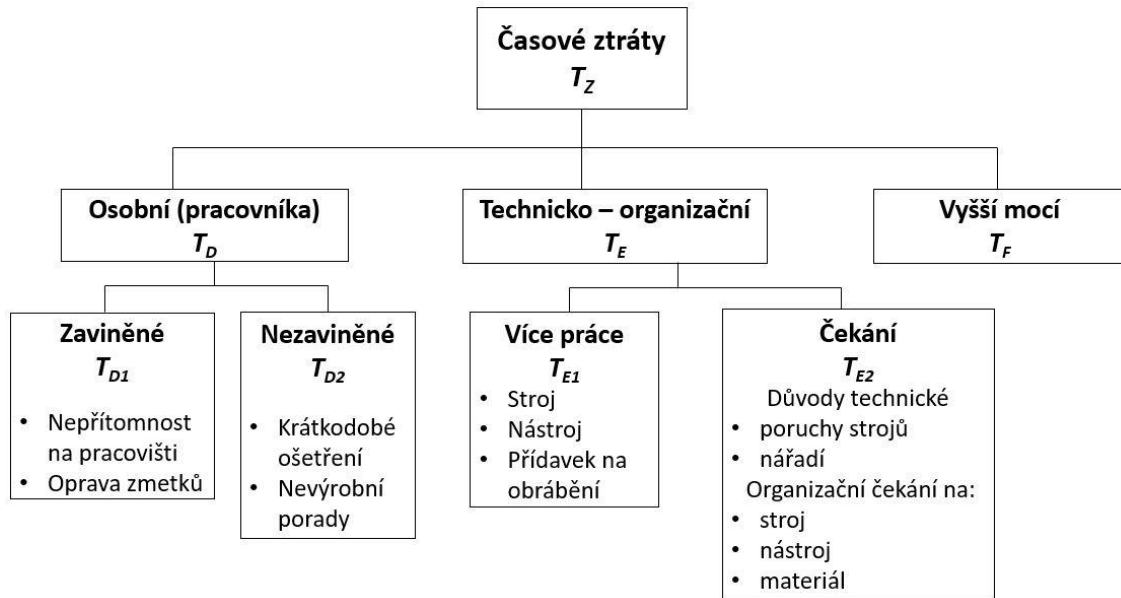 Časové ztráty
T_Z
Osobní (pracovníka)
T_D
Technicko – organizační
T_E
Vyšší mocí
T_F
Zaviněné
T_D1
• Nepřítomnost
na pracovišti
• Oprava zmetků
Nezaviněné
T_D2
• Krátkodobé
ošetření
• Nevýrobní
porady
Více práce
T_E1
• Stroj
• Nástroj
• Přídavek na
obrábění
Čekání
T_E2
Důvody technické
• poruchy strojů
• nářadí
Organizační čekání na:
• stroj
• nástroj
• materiál